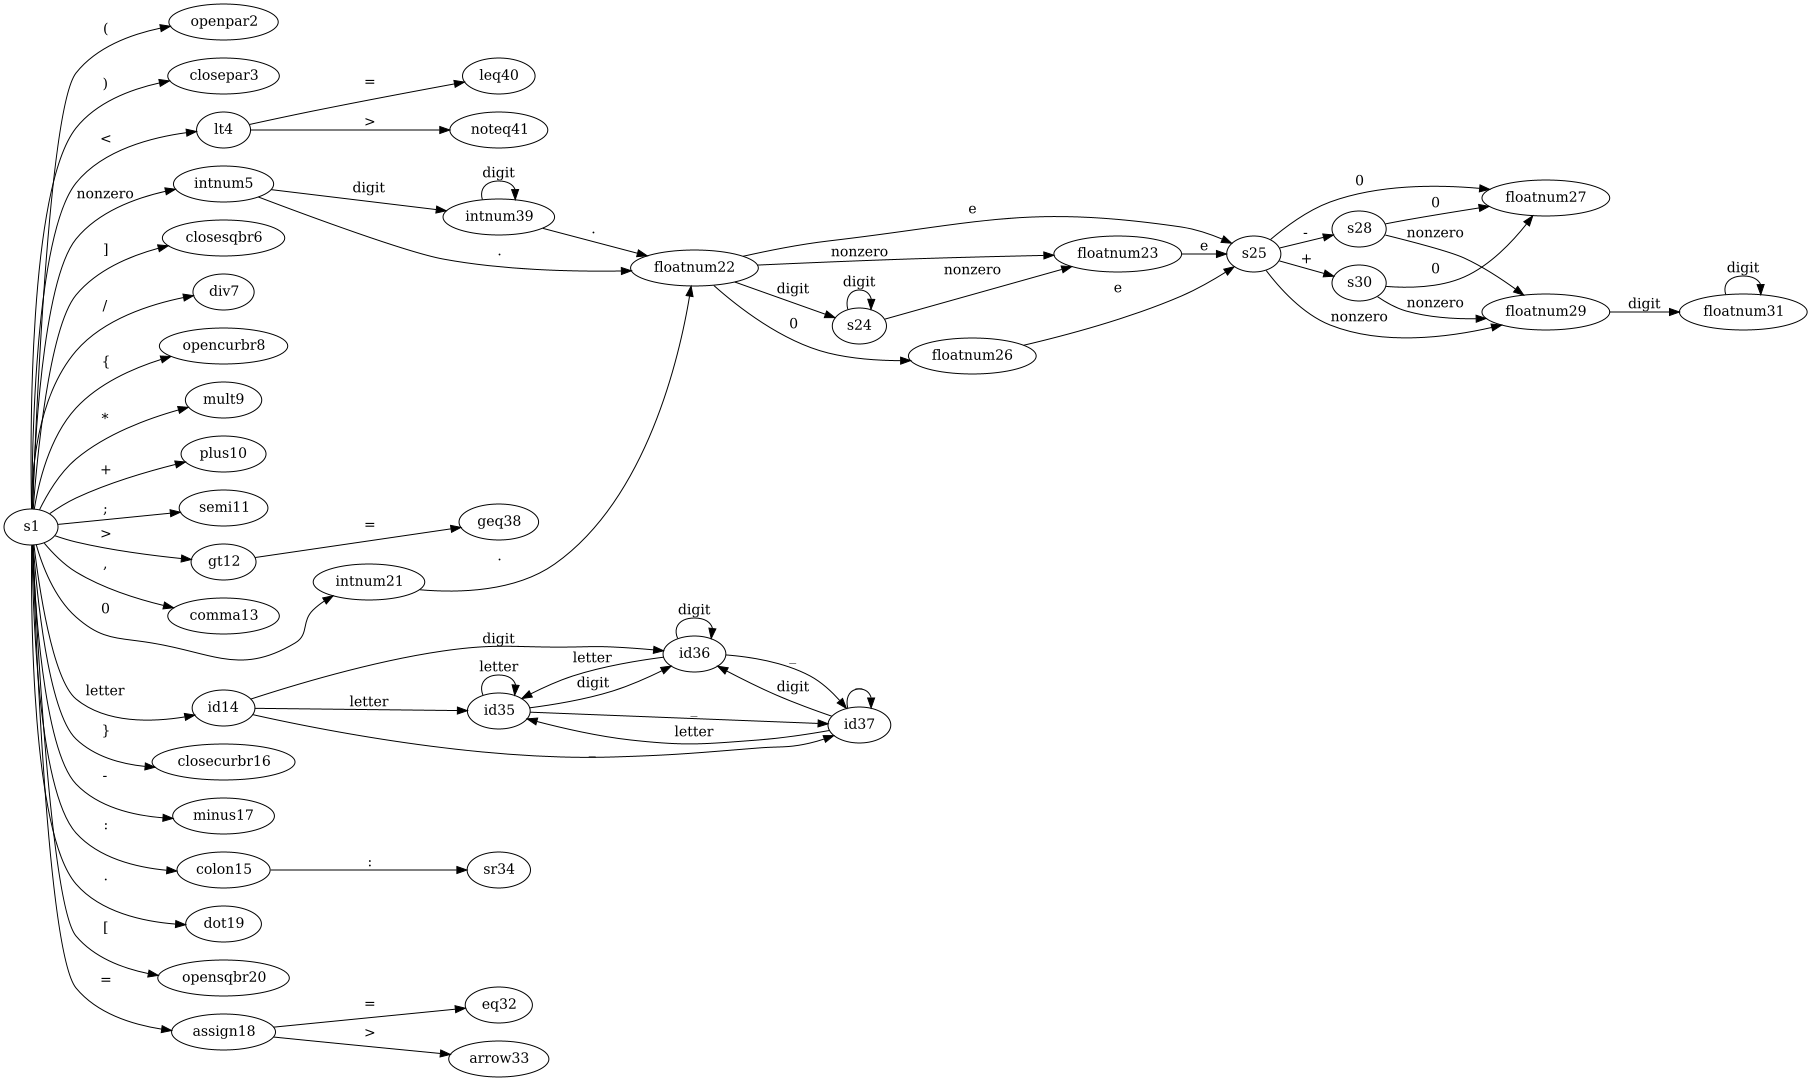 s1
(
openpar2
)
closepar3
<
lt4
=
leq40
>
noteq41
nonzero
intnum5
digit
intnum39
digit
.
.
floatnum22
e
nonzero
floatnum23
e
digit
s24
digit
nonzero
0
floatnum26
e
s25
0
floatnum27
-
s28
0
nonzero
+
s30
0
nonzero
nonzero
floatnum29
digit
floatnum31
digit
]
closesqbr6
/
div7
{
opencurbr8
*
mult9
+
plus10
;
semi11
>
gt12
=
geq38
,
comma13
0
intnum21
.
letter
id14
digit
id36
digit
letter
id35
letter
letter
digit
_
id37
_
digit
letter
_
}
closecurbr16
-
minus17
:
colon15
:
sr34
.
dot19
[
opensqbr20
=
assign18
=
eq32
>
arrow33